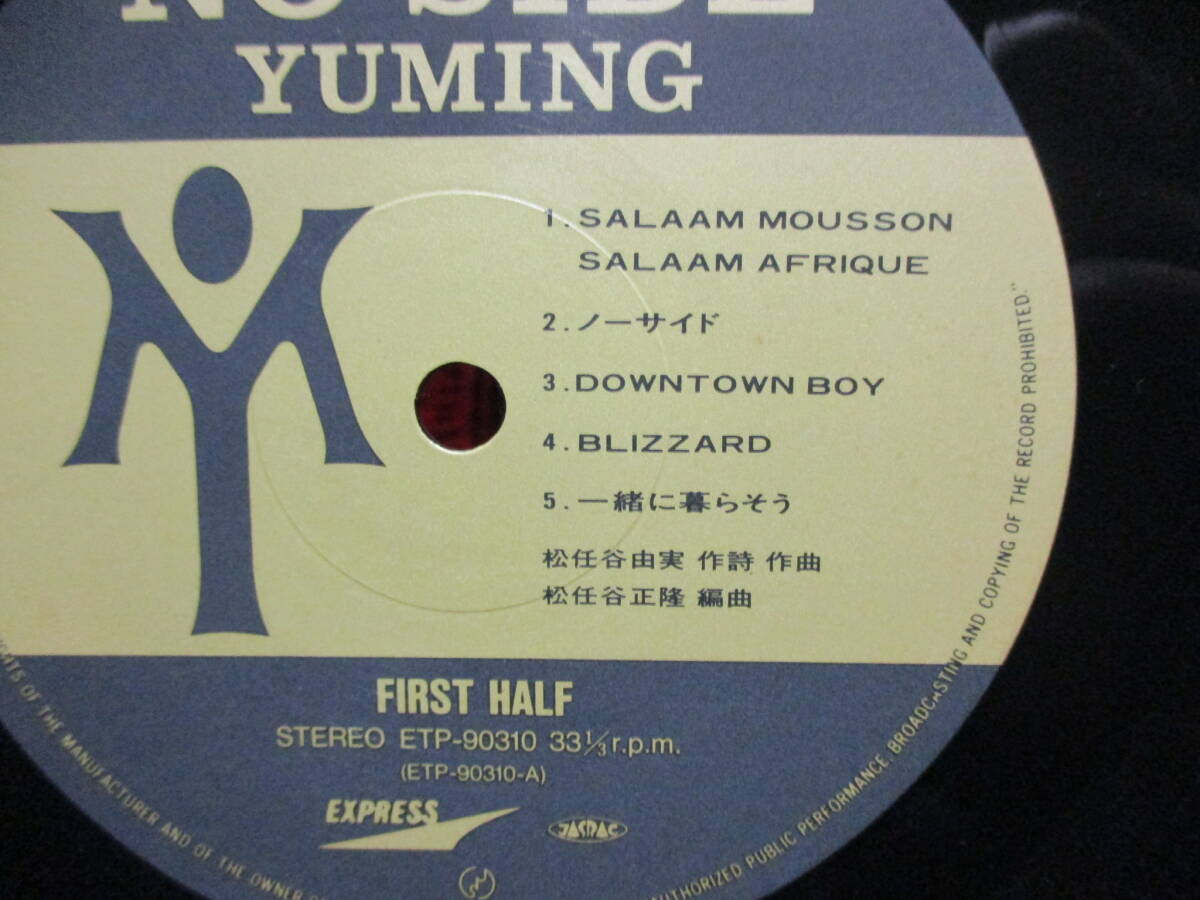 NO SIDE
YUMING
1. SALAAM MOUSSON
SALAAM AFRIQUE
2. ノーサイド
3. DOWNTOWN BOY
4. BLIZZARD
5. 一緒に暮らそう
松任谷由実 作詩 作曲
松任谷正隆 編曲
FIRST HALF
STEREO ETP-90310 33⅓ r.p.m.
(ETP-90310-A)
EXPRESS
JASRAC
OF THE MANUFACTURER AND OF THE OWNER
AUTHORIZED PUBLIC PERFORMANCE. BROADCASTING AND COPYING OF THE RECORD PROHIBITED."